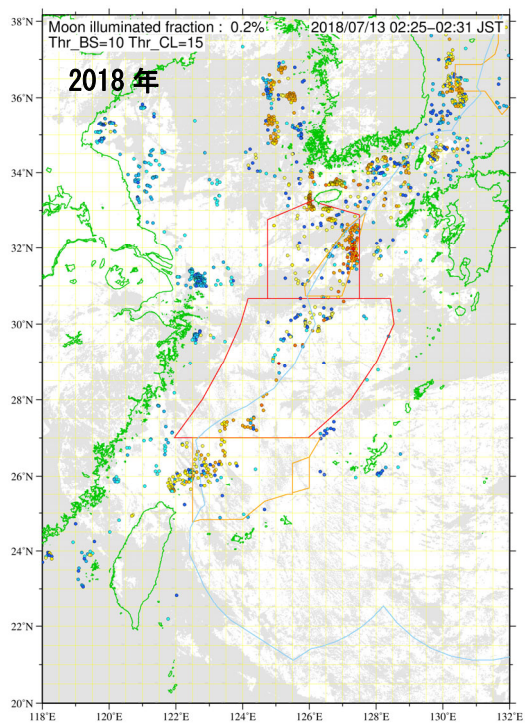 Moon illuminated fraction : 0.2% 2018/07/13 02:25-02:31 JST
Thr_BS=10 Thr_CL=15
2018 年
38°N
36°N
34°N
32°N
30°N
28°N
26°N
24°N
22°N
20°N
118°E 120°E 122°E 124°E 126°E 128°E 130°E 132°E